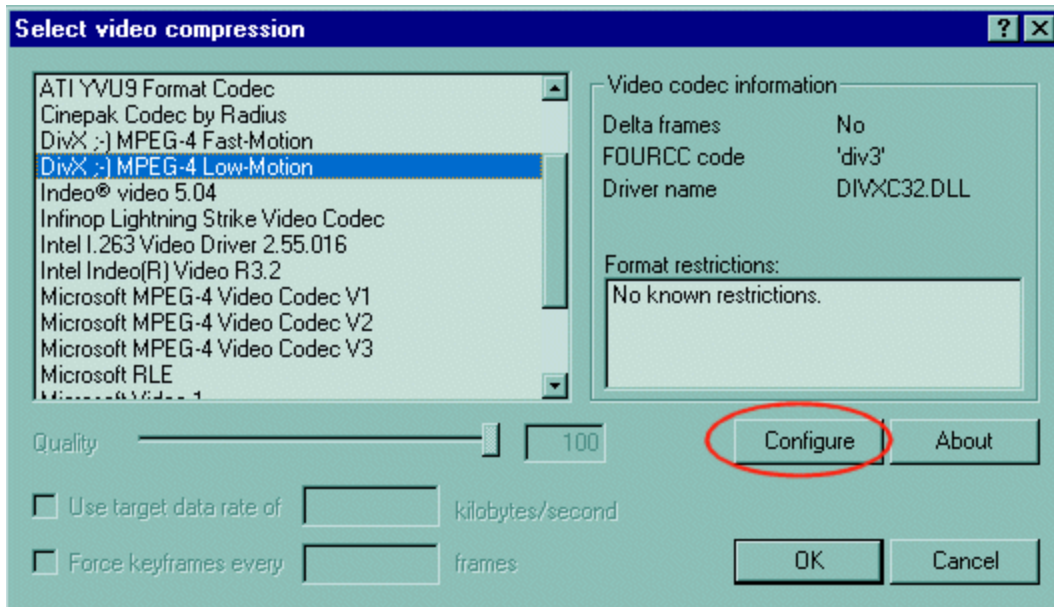 Select video compression
ATI YVU9 Format Codec
Cinepak Codec by Radius
DivX ;-) MPEG-4 Fast-Motion
DivX ;-) MPEG-4 Low-Motion
Indeo® video 5.04
Infinop Lightning Strike Video Codec
Intel I.263 Video Driver 2.55.016
Intel Indeo(R) Video R3.2
Microsoft MPEG-4 Video Codec V1
Microsoft MPEG-4 Video Codec V2
Microsoft MPEG-4 Video Codec V3
Microsoft RLE
Microsoft Video 1
Video codec information
Delta frames No
FOURCC code 'div3'
Driver name DIVXC32.DLL
Format restrictions:
No known restrictions.
Quality 100
Configure About
Use target data rate of kilobytes/second
Force keyframes every frames
OK Cancel